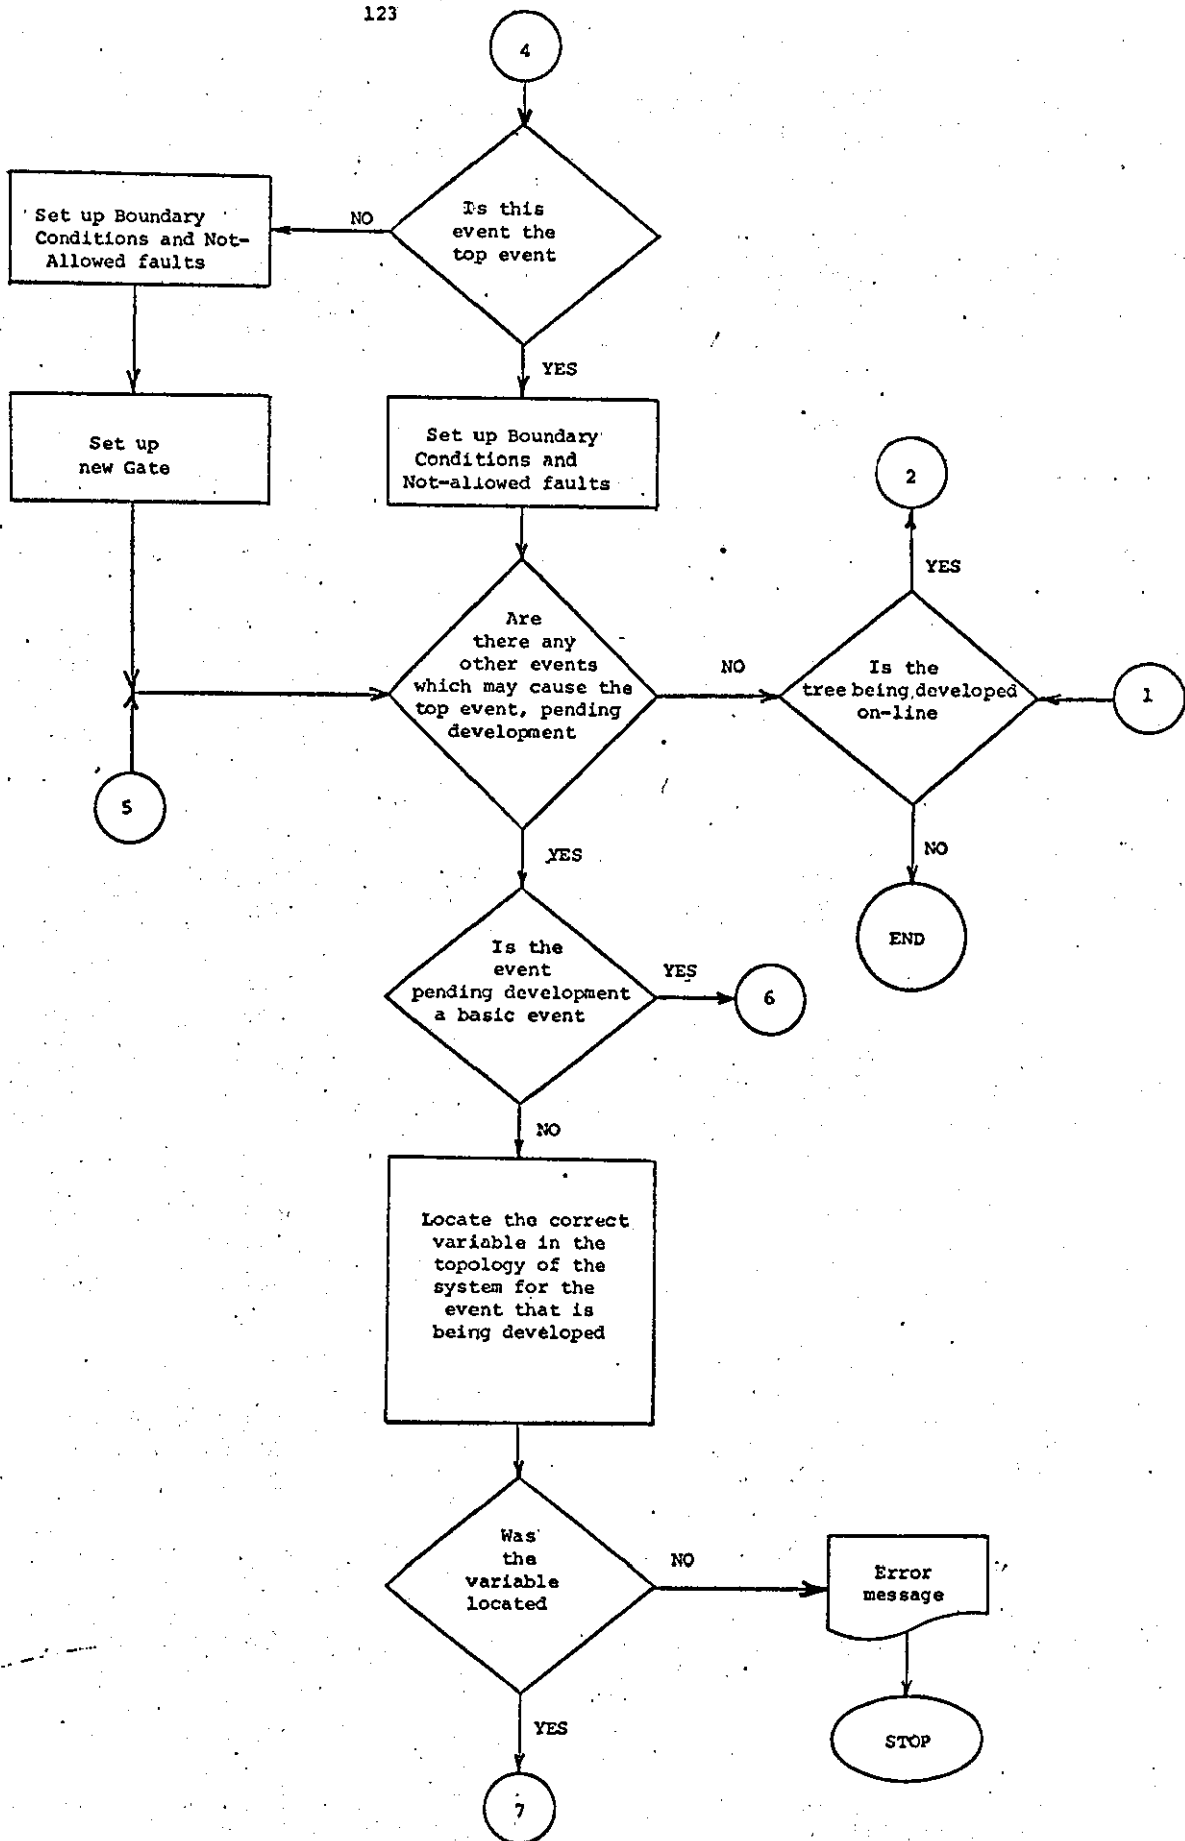 123
4
Is this
event the
top event
NO
Set up Boundary
Conditions and Not-
Allowed faults
YES
Set up
new Gate
Set up Boundary
Conditions and
Not-allowed faults
2
YES
Are
there any
other events
which may cause the
top event, pending
development
NO
Is the
tree being developed
on-line
1
5
YES
NO
END
Is the
event
pending development
a basic event
YES
6
NO
Locate the correct
variable in the
topology of the
system for the
event that is
being developed
Was
the
variable
located
NO
Error
message
YES
STOP
7